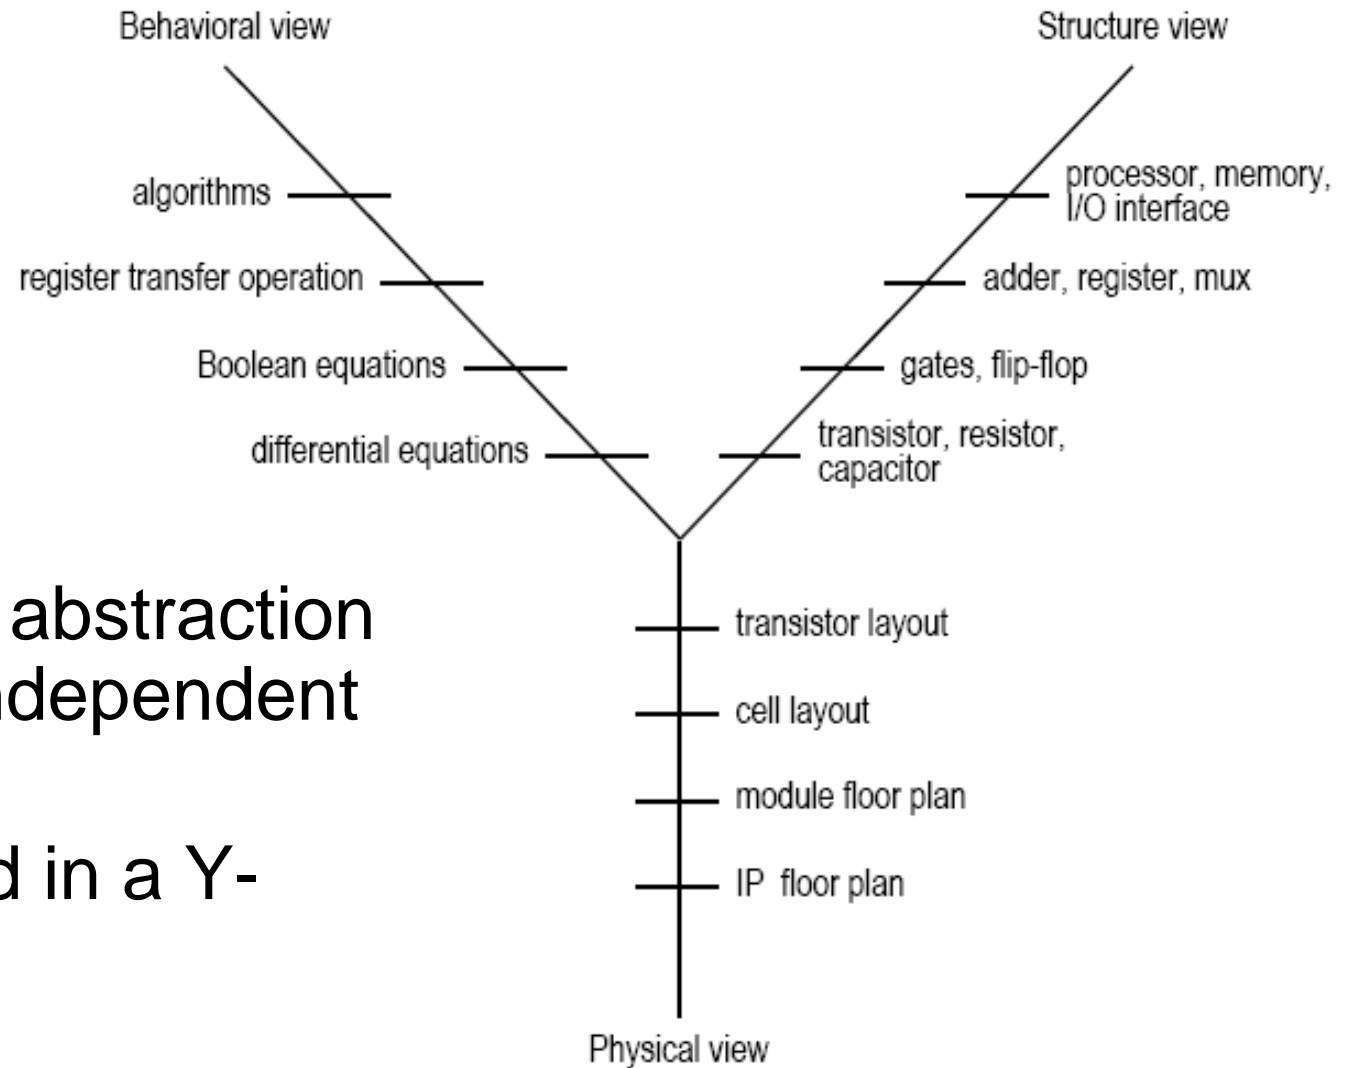 Behavioral view
Structure view
algorithms
processor, memory,
I/O interface
register transfer operation
adder, register, mux
Boolean equations
gates, flip-flop
differential equations
transistor, resistor,
capacitor
abstraction
transistor layout
cell layout
module floor plan
in a Y-
IP floor plan
Physical view